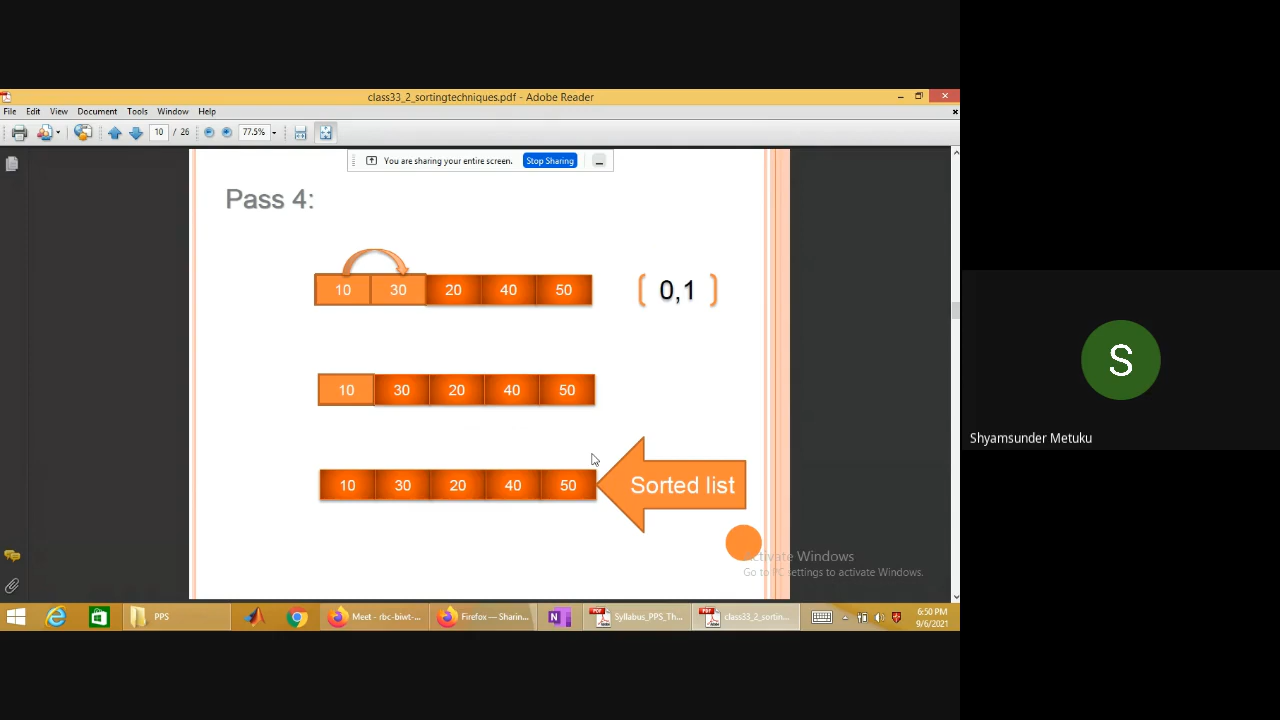 class33_2_sortingtechniques.pdf - Adobe Reader
File Edit View Document Tools Window Help
10 / 26 77.5%
You are sharing your entire screen. Stop Sharing
Pass 4:
10 30 20 40 50 [ 0,1 ]
10 30 20 40 50
10 30 20 40 50 Sorted list
Activate Windows
Go to PC settings to activate Windows.
S
Shyamsunder Metuku
PPS Meet - rbc-biwt-... Firefox — Sharin... Syllabus_PPS_Th... class33_2_sortin... 6:50 PM
9/6/2021